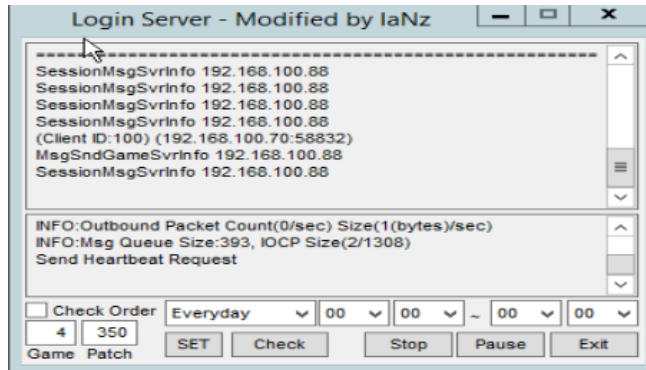 Login Server - Modified by IaNz
SessionMsgSvrInfo 192.168.100.88
SessionMsgSvrInfo 192.168.100.88
SessionMsgSvrInfo 192.168.100.88
SessionMsgSvrInfo 192.168.100.88
(Client ID:100) (192.168.100.70:58832)
MsgSndGameSvrInfo 192.168.100.88
SessionMsgSvrInfo 192.168.100.88
INFO:Outbound Packet Count(0/sec) Size(1(bytes)/sec)
INFO:Msg Queue Size:393, IOCP Size(2/1308)
Send Heartbeat Request
Check Order Everyday 00 00 ~ 00 00
4 350
Game Patch SET Check Stop Pause Exit